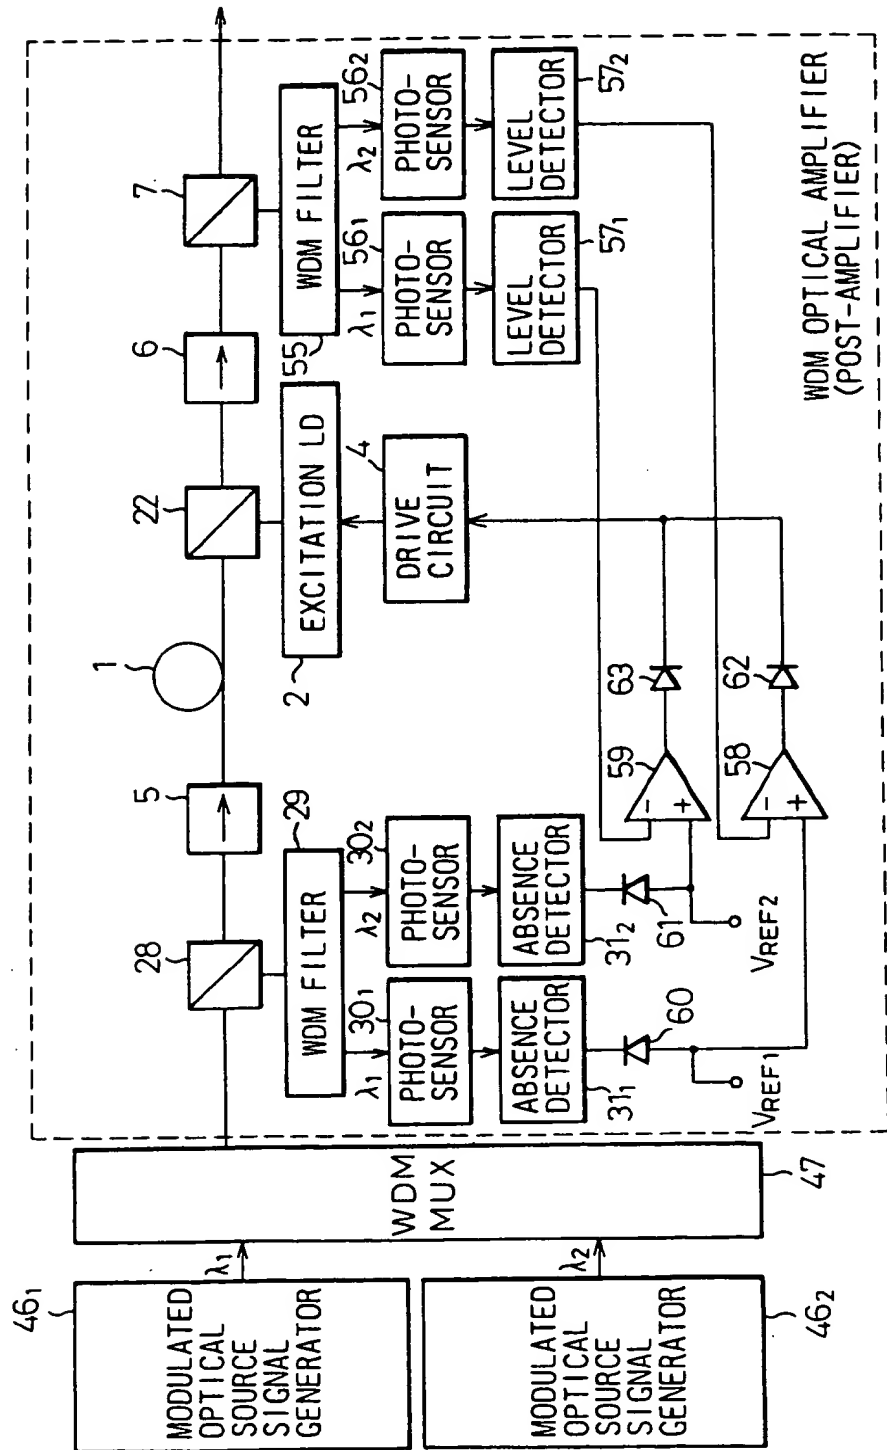 46₁
MODULATED
OPTICAL
SOURCE
SIGNAL
GENERATOR
λ₁
46₂
MODULATED
OPTICAL
SOURCE
SIGNAL
GENERATOR
λ₂
WDM
MUX
47
28
5
1
22
6
7
29
WDM FILTER
λ₁
30₁
PHOTO-
SENSOR
λ₂
30₂
PHOTO-
SENSOR
ABSENCE
DETECTOR
31₁
ABSENCE
DETECTOR
31₂
60
VREF1
61
VREF2
2
EXCITATION LD
4
DRIVE
CIRCUIT
59
-
+
63
58
-
+
62
55
WDM FILTER
λ₁
56₁
PHOTO-
SENSOR
λ₂
56₂
PHOTO-
SENSOR
LEVEL
DETECTOR
57₁
LEVEL
DETECTOR
57₂
WDM OPTICAL AMPLIFIER
(POST-AMPLIFIER)